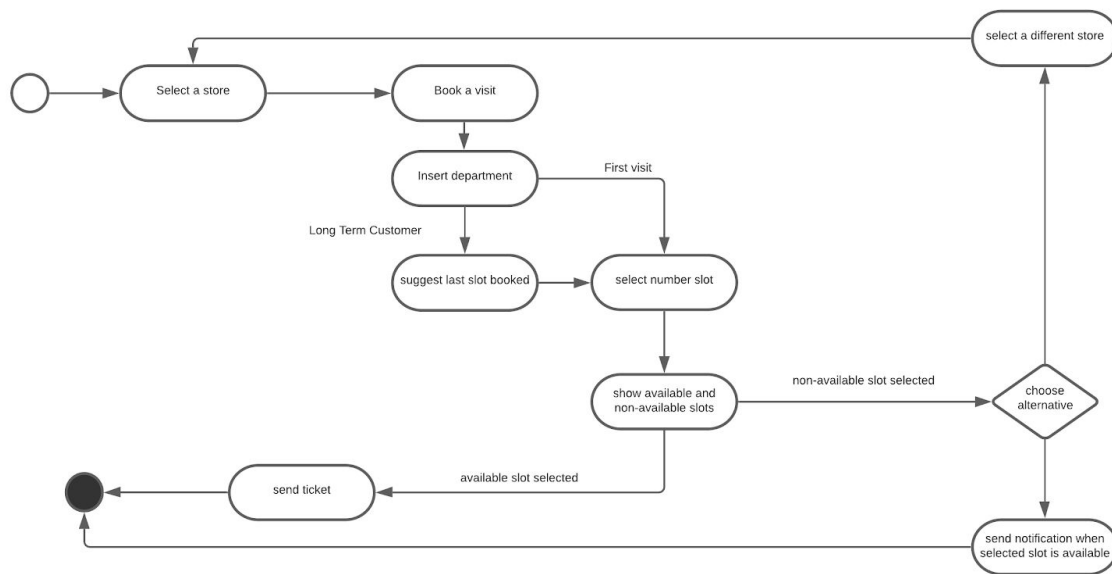 select a different store
Select a store
Book a visit
Insert department
First visit
Long Term Customer
suggest last slot booked
select number slot
show available and
non-available slots
non-available slot selected
choose
alternative
available slot selected
send ticket
send notification when
selected slot is available